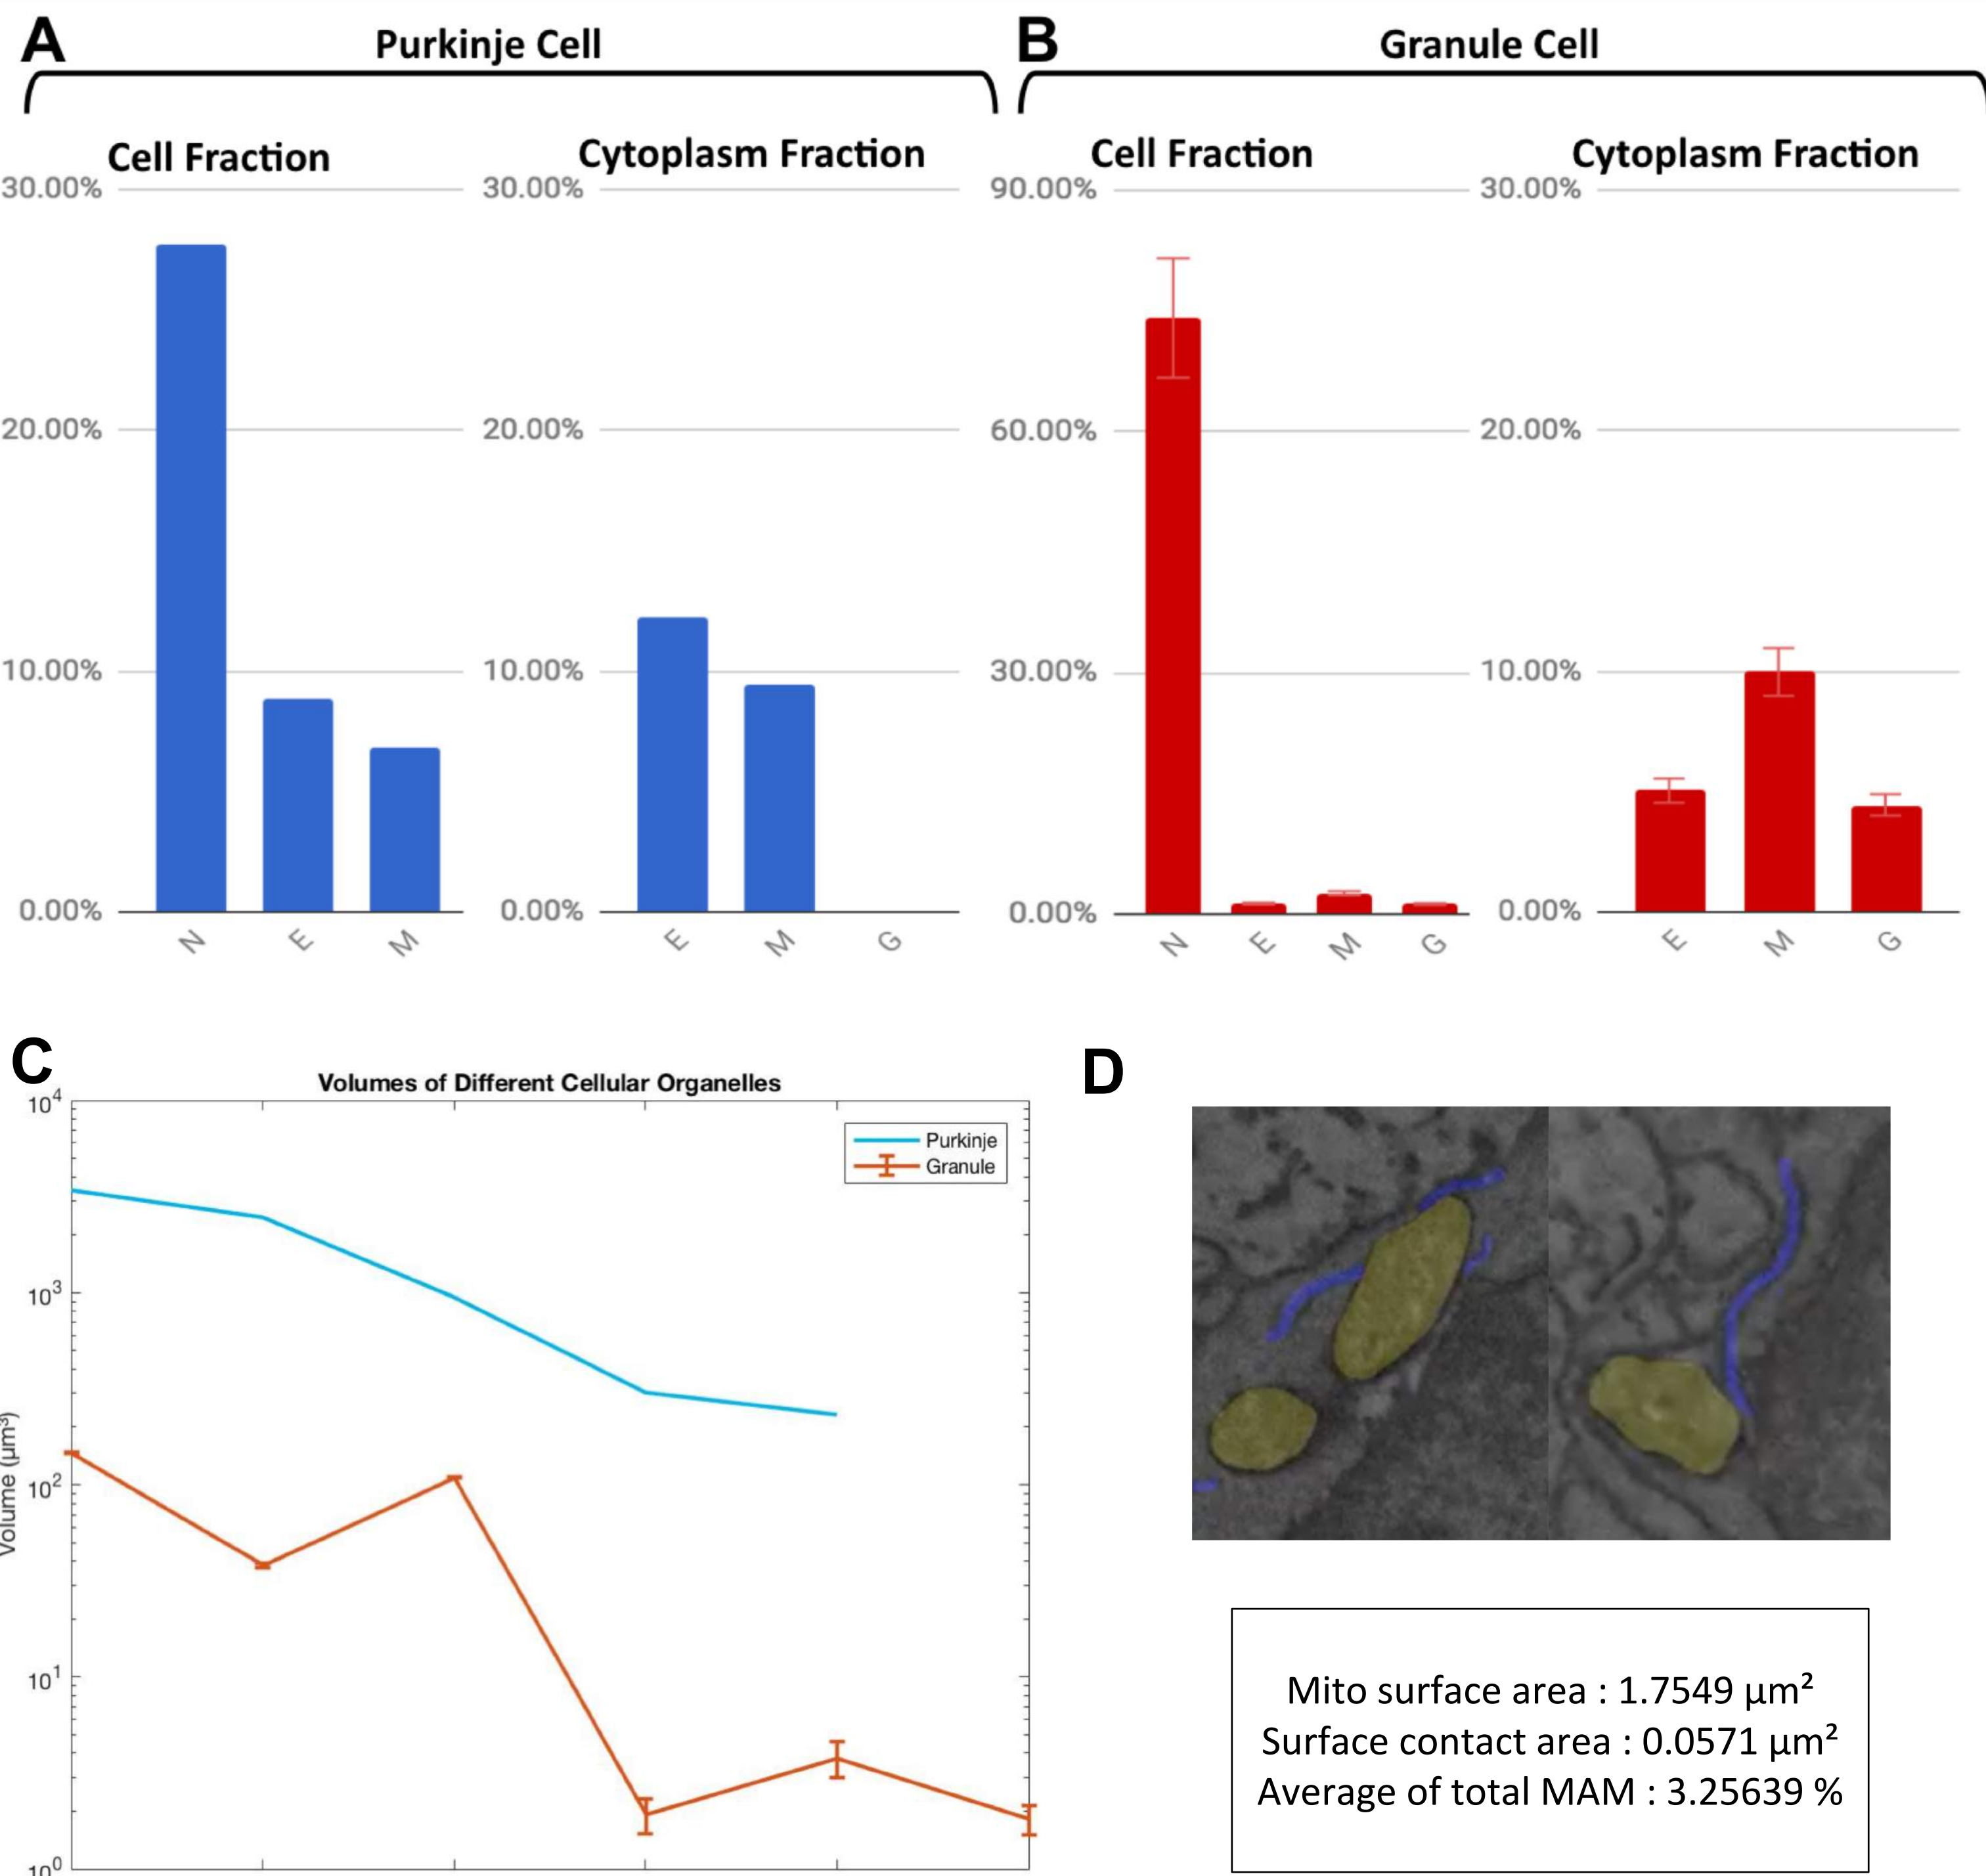 A
Purkinje Cell
Cell Fraction
30.00%
20.00%
10.00%
0.00%
N E M
Cytoplasm Fraction
30.00%
20.00%
10.00%
0.00%
E M G
B
Granule Cell
Cell Fraction
90.00%
60.00%
30.00%
0.00%
N E M G
Cytoplasm Fraction
30.00%
20.00%
10.00%
0.00%
E M G
C
Volumes of Different Cellular Organelles
Purkinje
Granule
Volume (µm³)
10⁴
10³
10²
10¹
10⁰
D
Mito surface area : 1.7549 µm²
Surface contact area : 0.0571 µm²
Average of total MAM : 3.25639 %